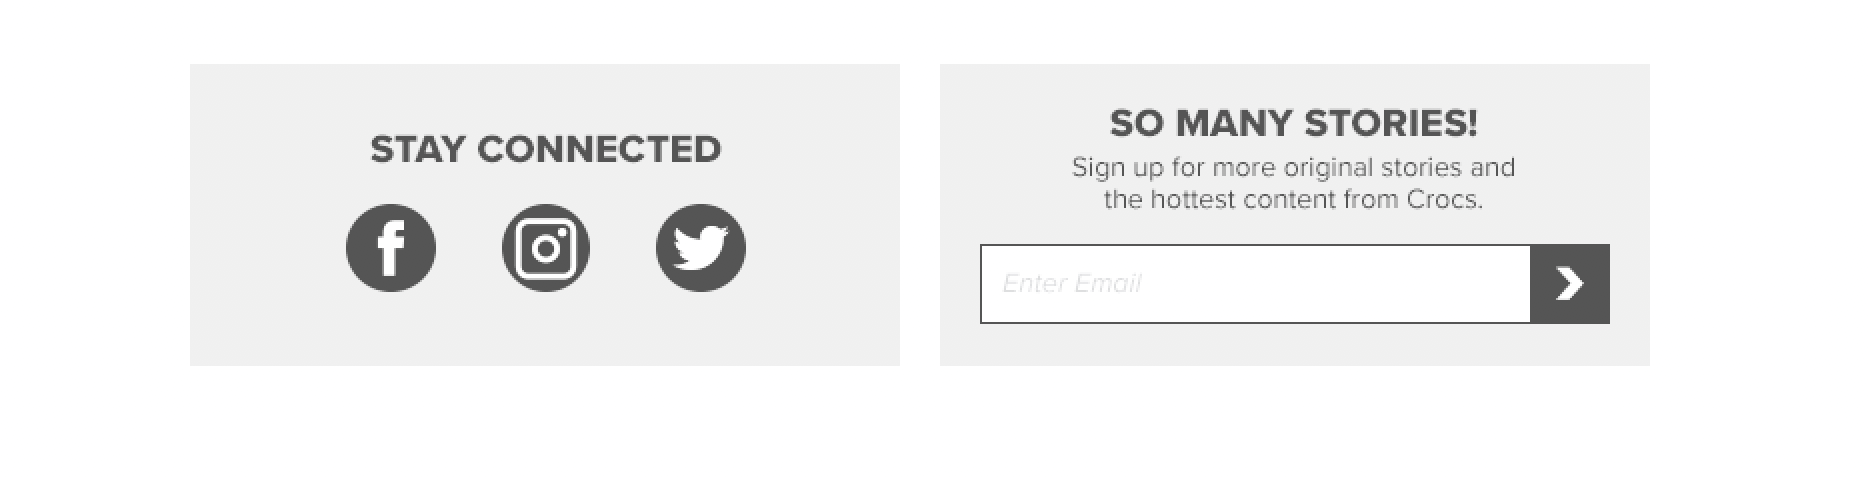 STAY CONNECTED
SO MANY STORIES!
Sign up for more original stories and
the hottest content from Crocs.
Enter Email